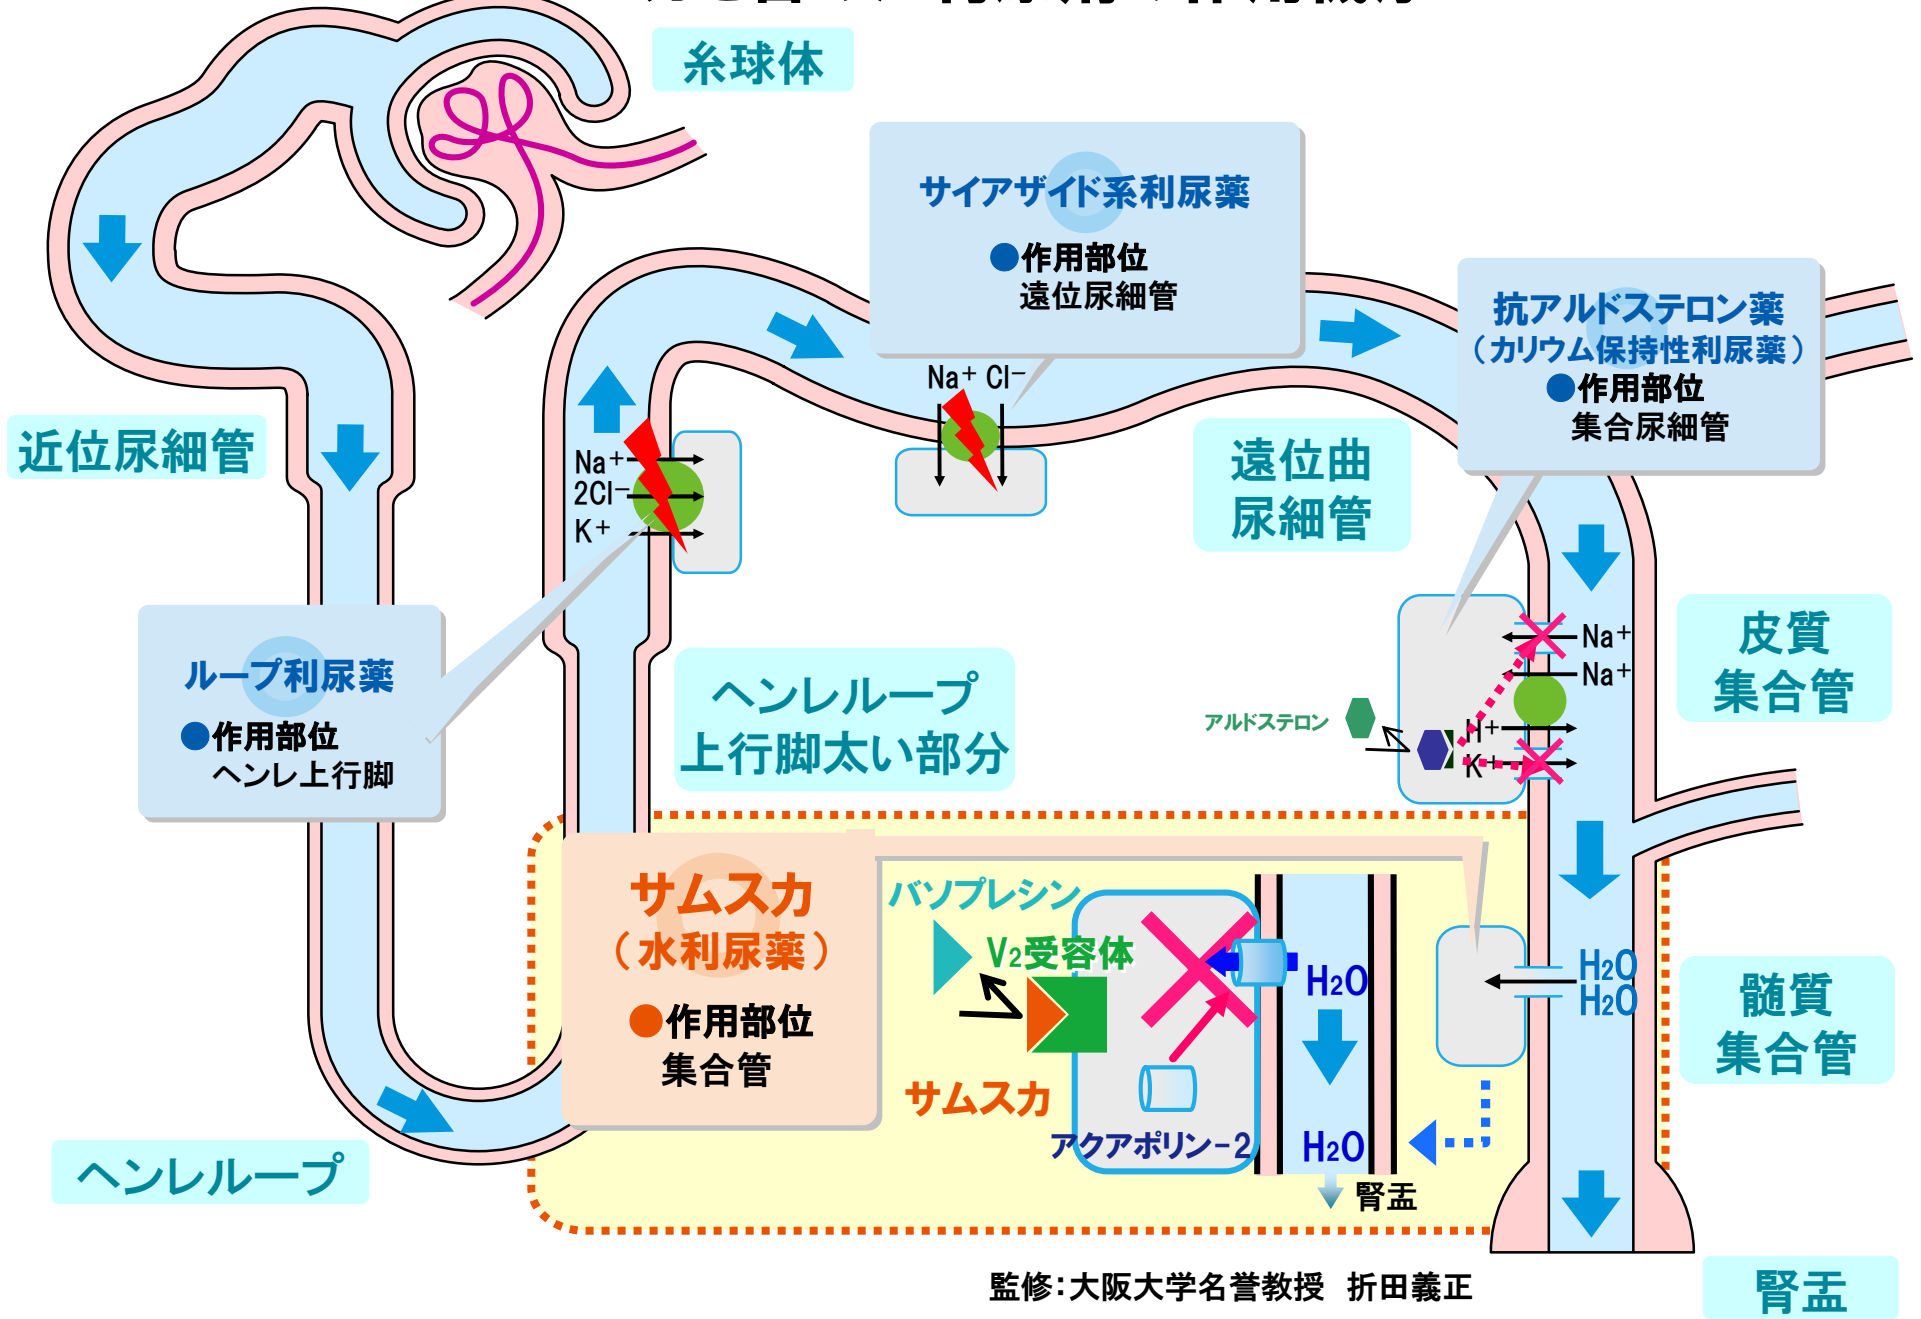 糸球体
サイアザイド系利尿薬
●作用部位
遠位尿細管
抗アルドステロン薬
（カリウム保持性利尿薬）
●作用部位
集合尿細管
Na⁺ Cl⁻
近位尿細管
Na⁺
2Cl⁻
K⁺
遠位曲
尿細管
ループ利尿薬
●作用部位
ヘンレ上行脚
ヘンレループ
上行脚太い部分
アルドステロン
Na⁺
Na⁺
H⁺
K⁺
皮質
集合管
サムスカ
（水利尿薬）
●作用部位
集合管
バソプレシン
V₂受容体
サムスカ
アクアポリン-2
H₂O
H₂O
腎盂
H₂O
H₂O
髄質
集合管
ヘンレループ
監修：大阪大学名誉教授 折田義正
腎盂